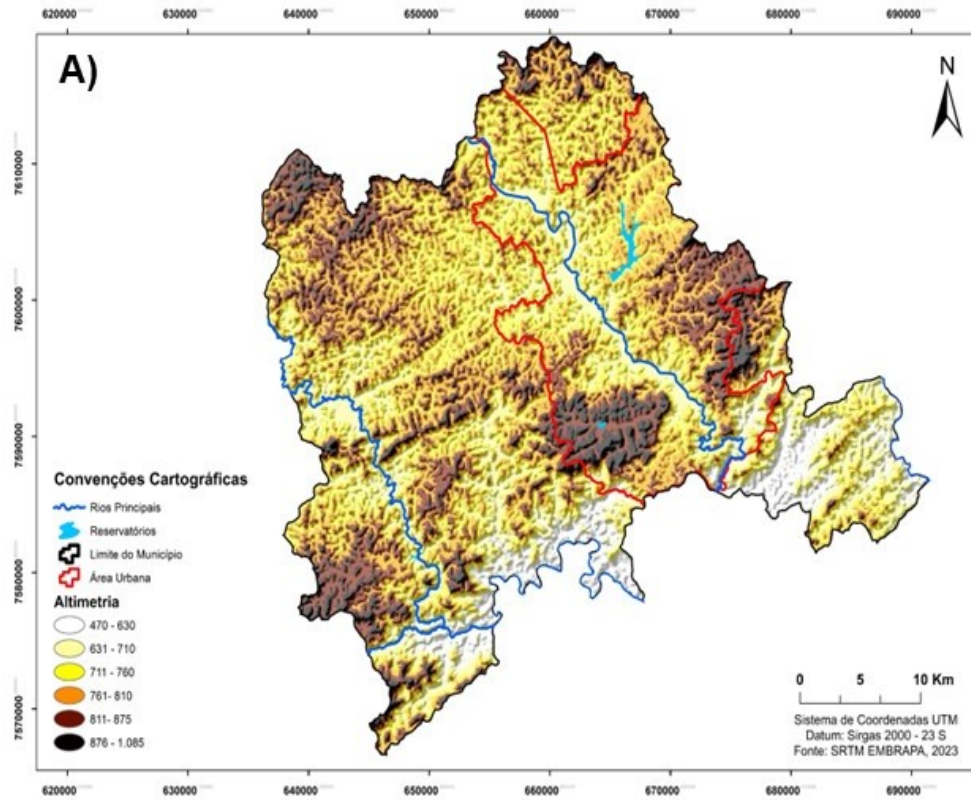 620000 630000 640000 650000 660000 670000 680000 690000
A)
N
7610000
7600000
7590000
7580000
7570000
Convenções Cartográficas
Rios Principais
Reservatórios
Limite do Município
Área Urbana
Altimetria
470 - 630
631 - 710
711 - 760
761- 810
811- 875
876 - 1.085
0 5 10 Km
Sistema de Coordenadas UTM
Datum: Sirgas 2000 - 23 S
Fonte: SRTM EMBRAPA, 2023
620000 630000 640000 650000 660000 670000 680000 690000